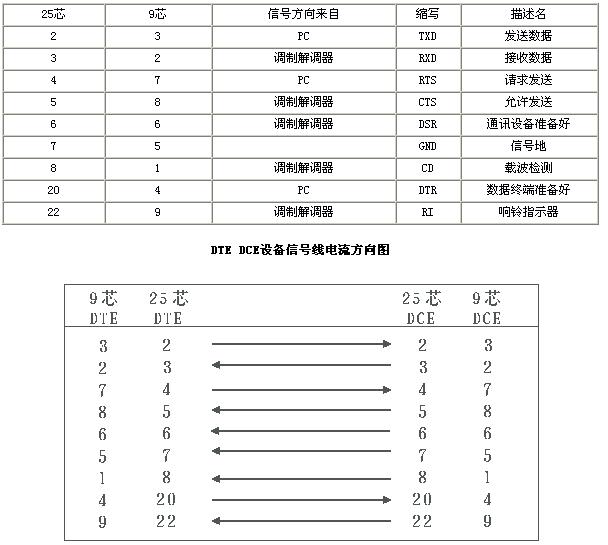 25芯 9芯 信号方向来自 缩写 描述名
2 3 PC TXD 发送数据
3 2 调制解调器 RXD 接收数据
4 7 PC RTS 请求发送
5 8 调制解调器 CTS 允许发送
6 6 调制解调器 DSR 通讯设备准备好
7 5 GND 信号地
8 1 调制解调器 CD 载波检测
20 4 PC DTR 数据终端准备好
22 9 调制解调器 RI 响铃指示器
DTE DCE设备信号线电流方向图
9芯 25芯 25芯 9芯
DTE DTE DCE DCE
3 2 2 3
2 3 3 2
7 4 4 7
8 5 5 8
6 6 6 6
5 7 7 5
1 8 8 1
4 20 20 4
9 22 22 9